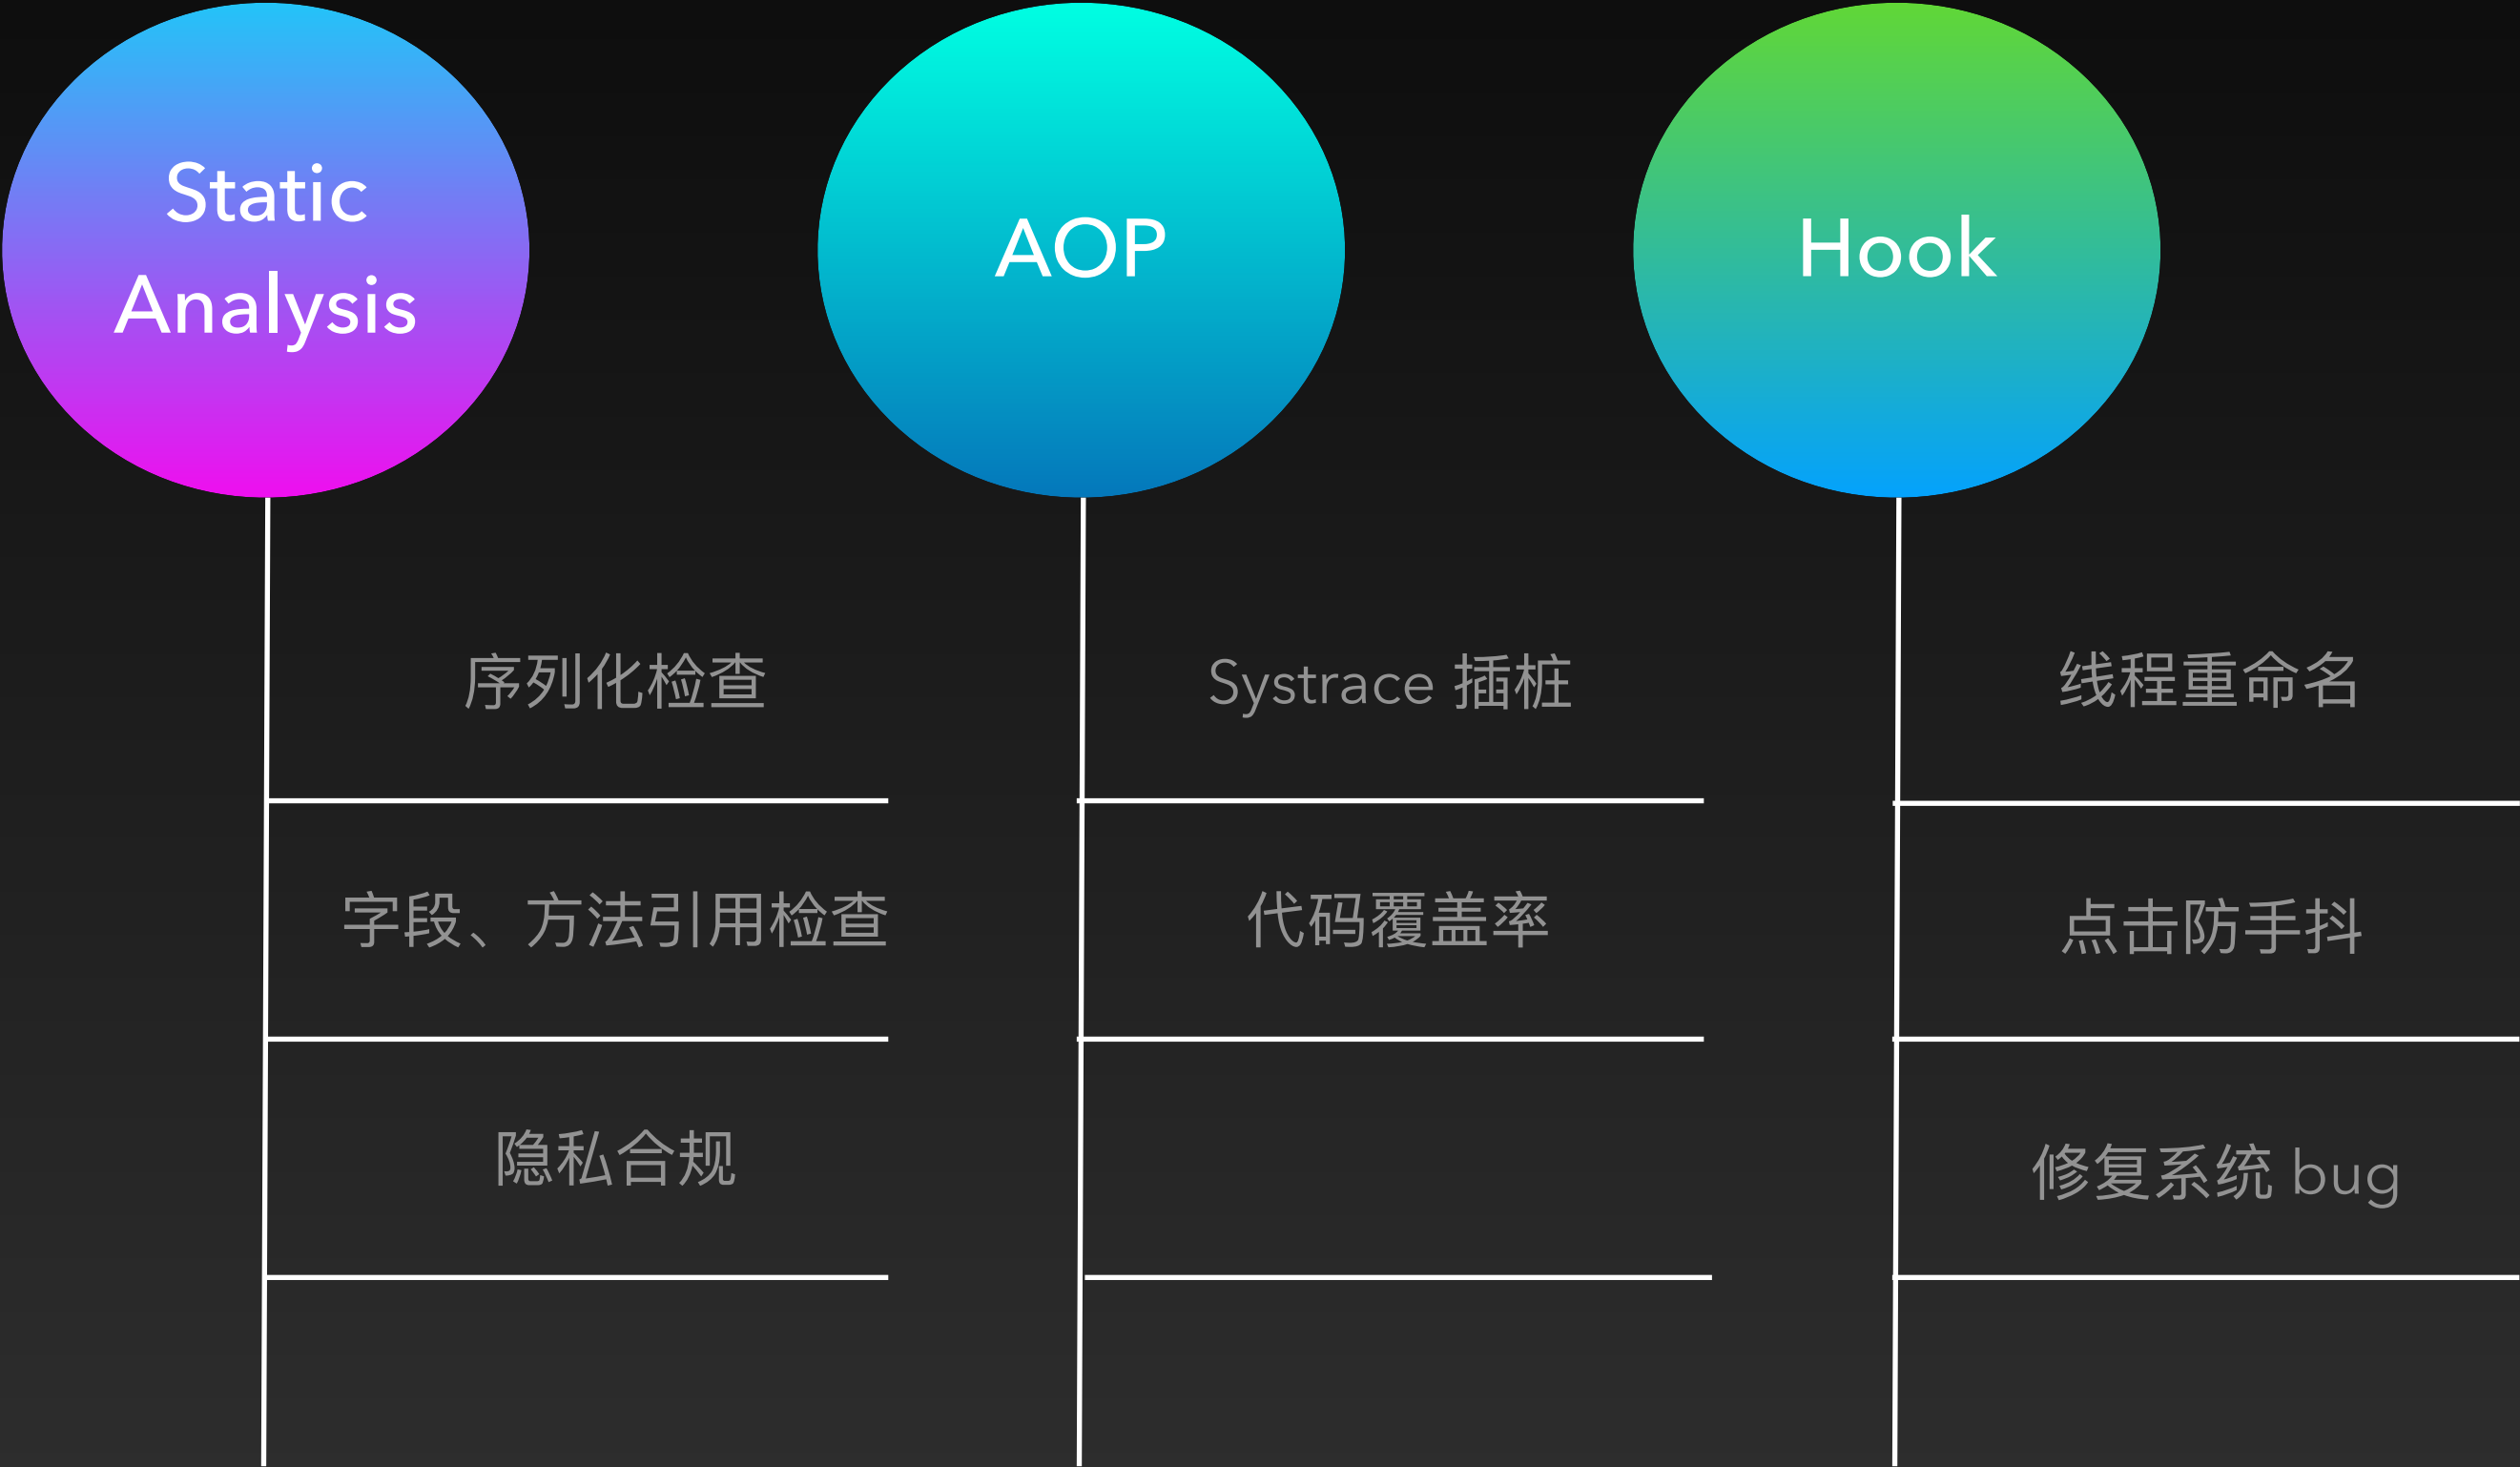 Static
Analysis
AOP
Hook
序列化检查
字段、方法引用检查
隐私合规
Systrace 插桩
代码覆盖率
线程重命名
点击防手抖
修复系统 bug